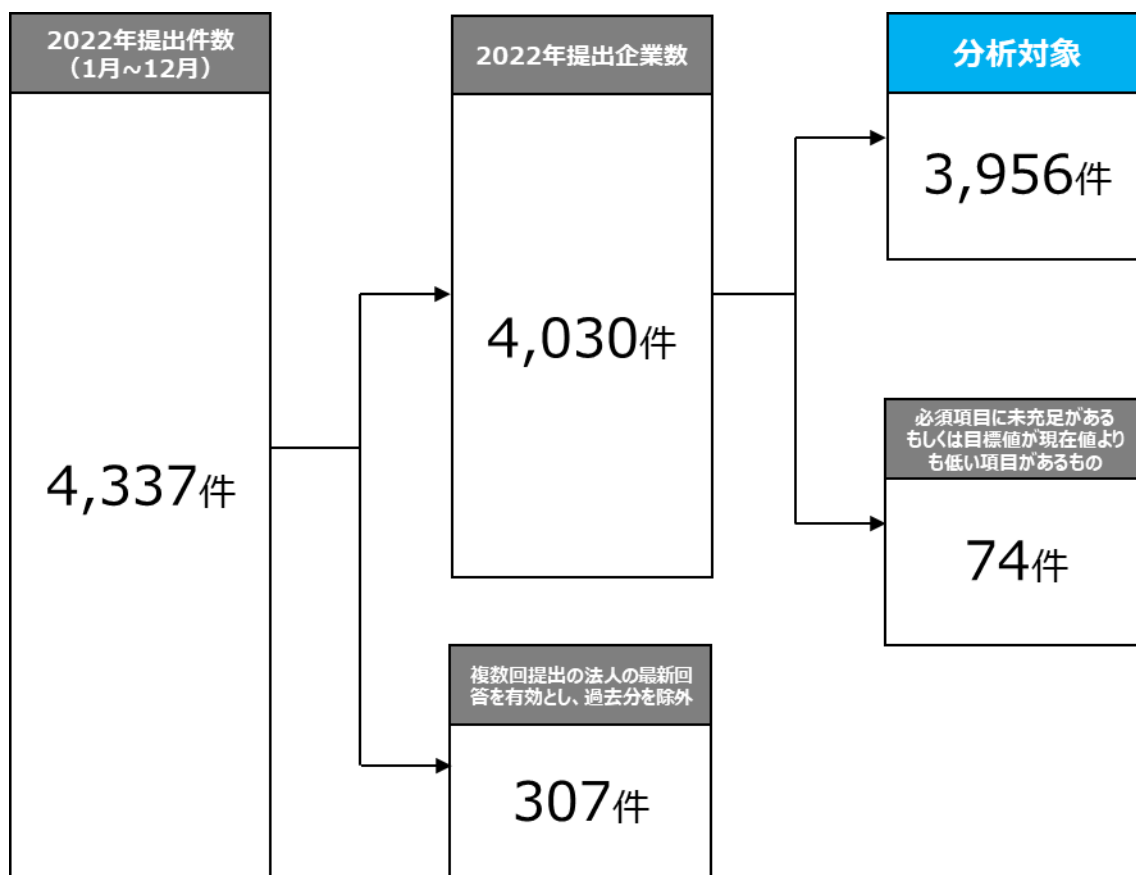 2022年提出件数
（1月～12月）
4,337件
2022年提出企業数
4,030件
複数回提出の法人の最新回
答を有効とし、過去分を除外
307件
分析対象
3,956件
必須項目に未充足がある
もしくは目標値が現在値より
も低い項目があるもの
74件